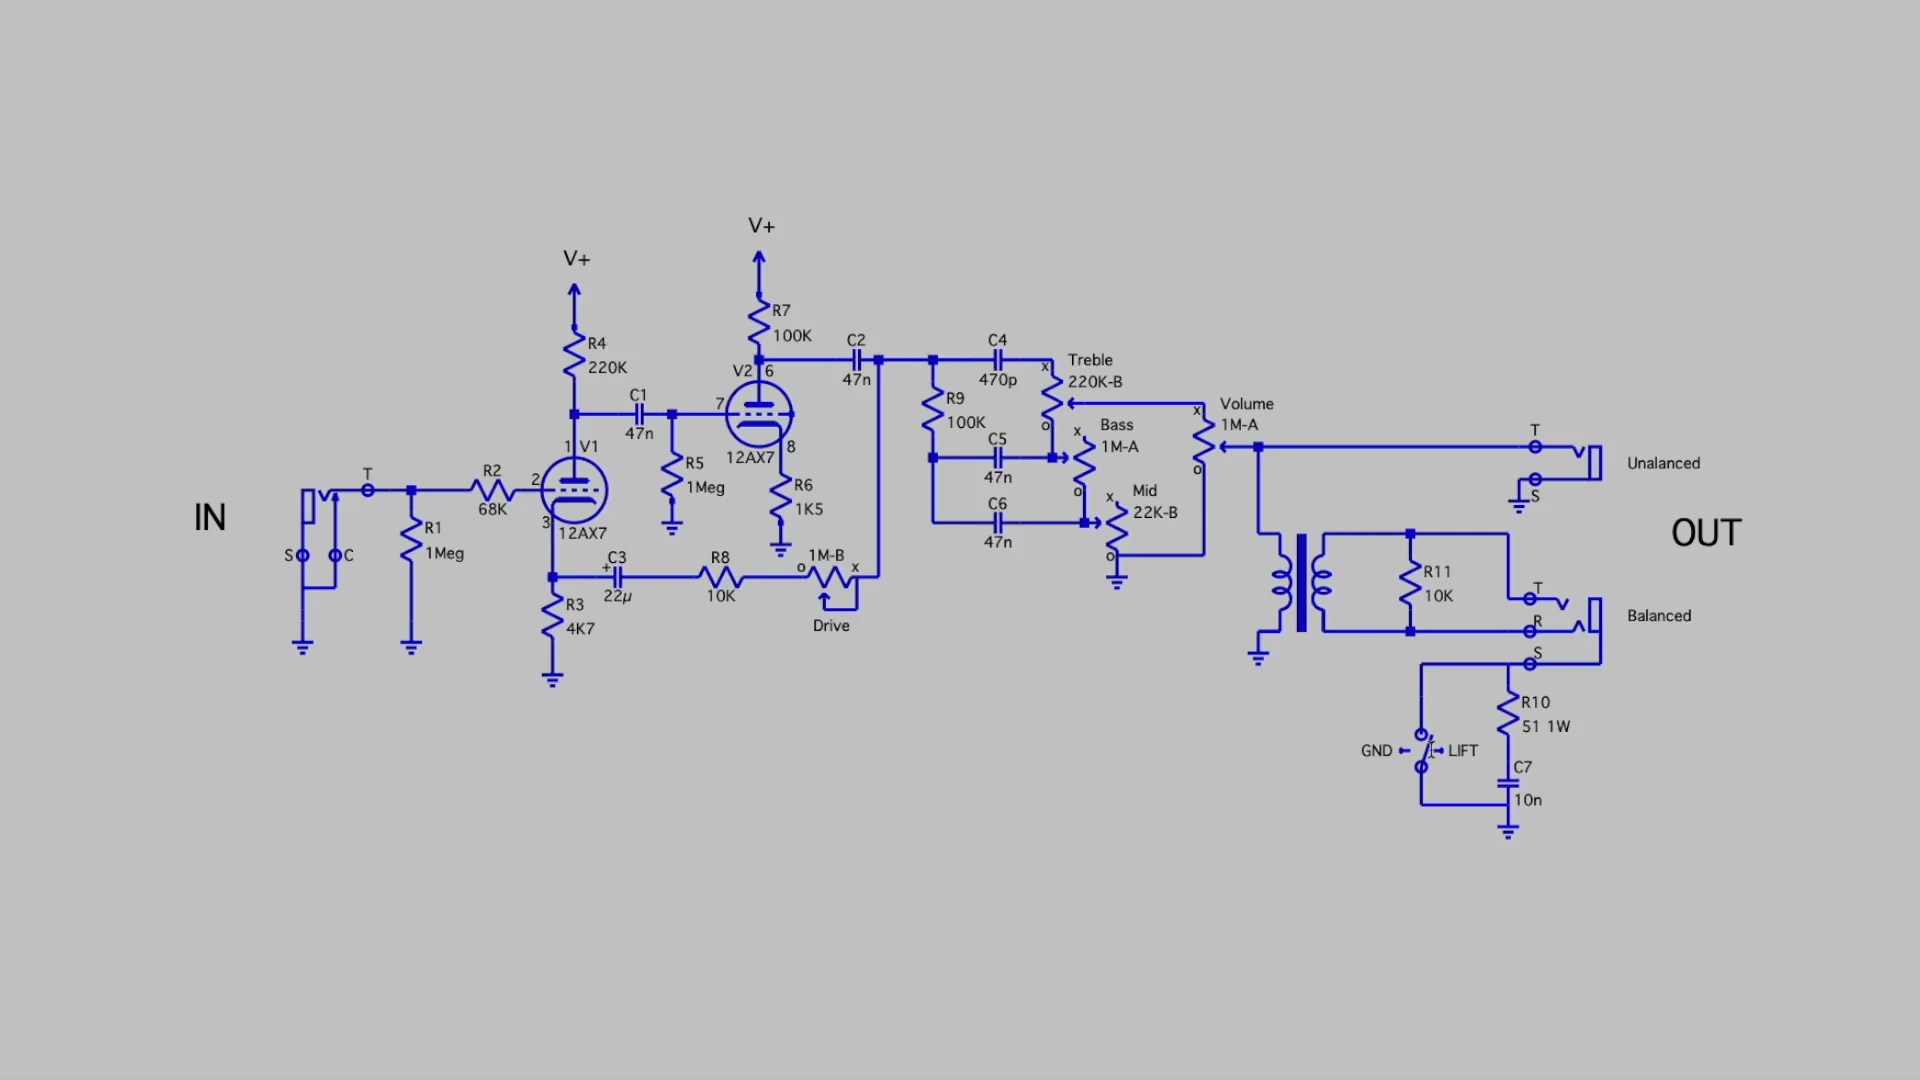 V+
V+
R7
100K
R4
220K
C2
47n
C4
470p
x
Treble
220K-B
V2
6
C1
47n
7
R9
100K
x
Volume
1M-A
o
x
Bass
1M-A
C5
47n
o
o
T
S
Unalanced
1
V1
12AX7
8
R5
1Meg
R6
1K5
T
R2
68K
2
IN
R1
1Meg
S
C
3
12AX7
x
Mid
22K-B
C6
47n
o
OUT
+
C3
22µ
R8
10K
o
1M-B
x
Drive
R3
4K7
R11
10K
T
R
S
Balanced
R10
51 1W
GND
LIFT
C7
10n